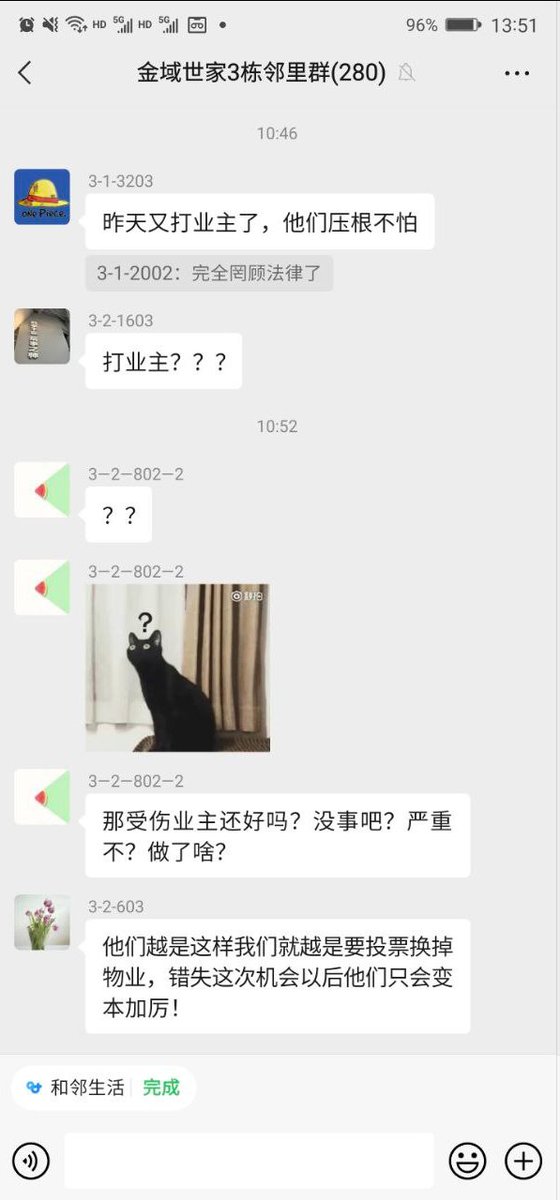 HD 5G HD 5G 96% 13:51
金域世家3栋邻里群(280)
10:46
3-1-3203
ONE PIECE.
昨天又打业主了，他们压根不怕
3-1-2002：完全罔顾法律了
3-2-1603
打业主？？？
10:52
3—2—802—2
？？
3—2—802—2
?
秒拍
3—2—802—2
那受伤业主还好吗？没事吧？严重
不？做了啥？
3-2-603
他们越是这样我们就越是要投票换掉
物业，错失这次机会以后他们只会变
本加厉！
和邻生活 完成